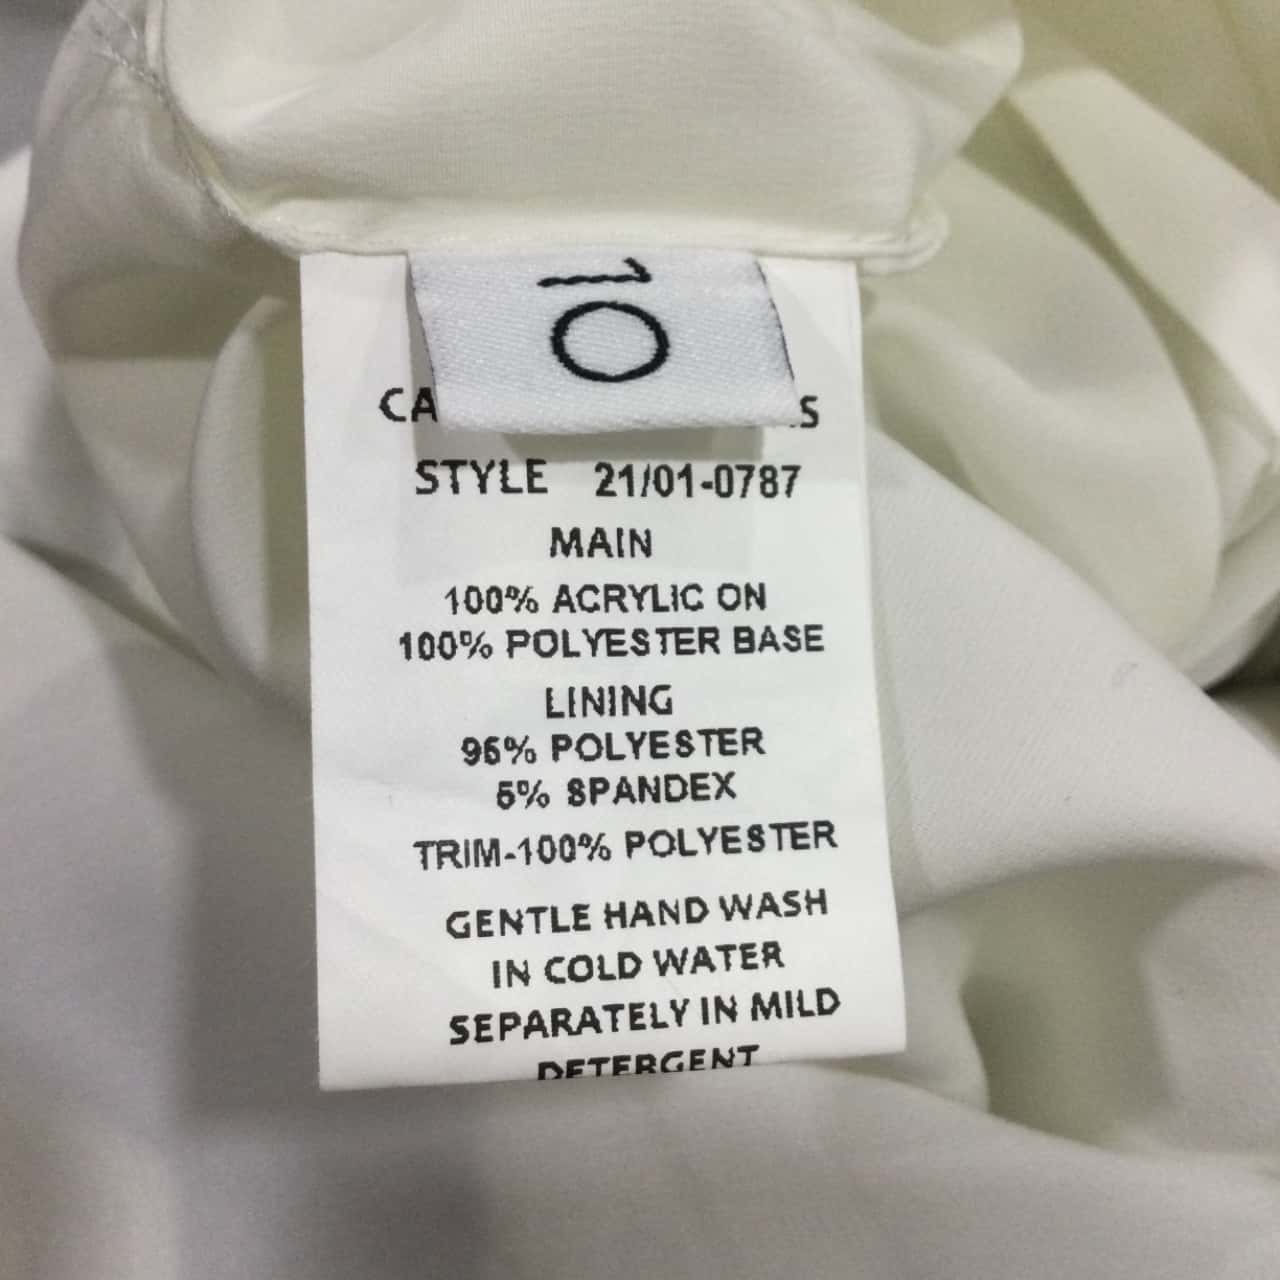 10
STYLE 21/01-0787
MAIN
100% ACRYLIC ON
100% POLYESTER BASE
LINING
95% POLYESTER
5% SPANDEX
TRIM-100% POLYESTER
GENTLE HAND WASH
IN COLD WATER
SEPARATELY IN MILD
DETERGENT